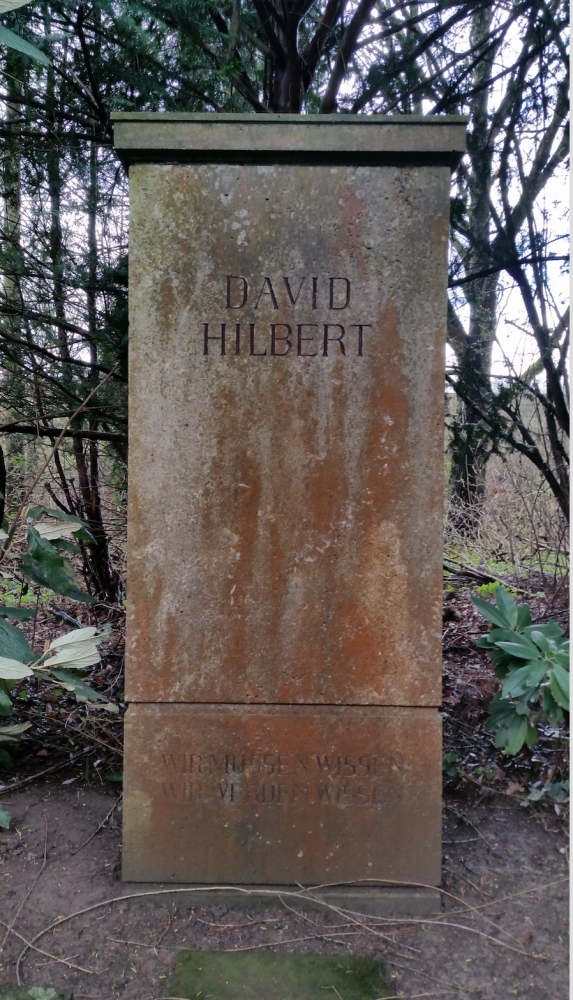 DAVID
HILBERT
WIR MÜSSEN WISSEN
WIR WERDEN WISSEN